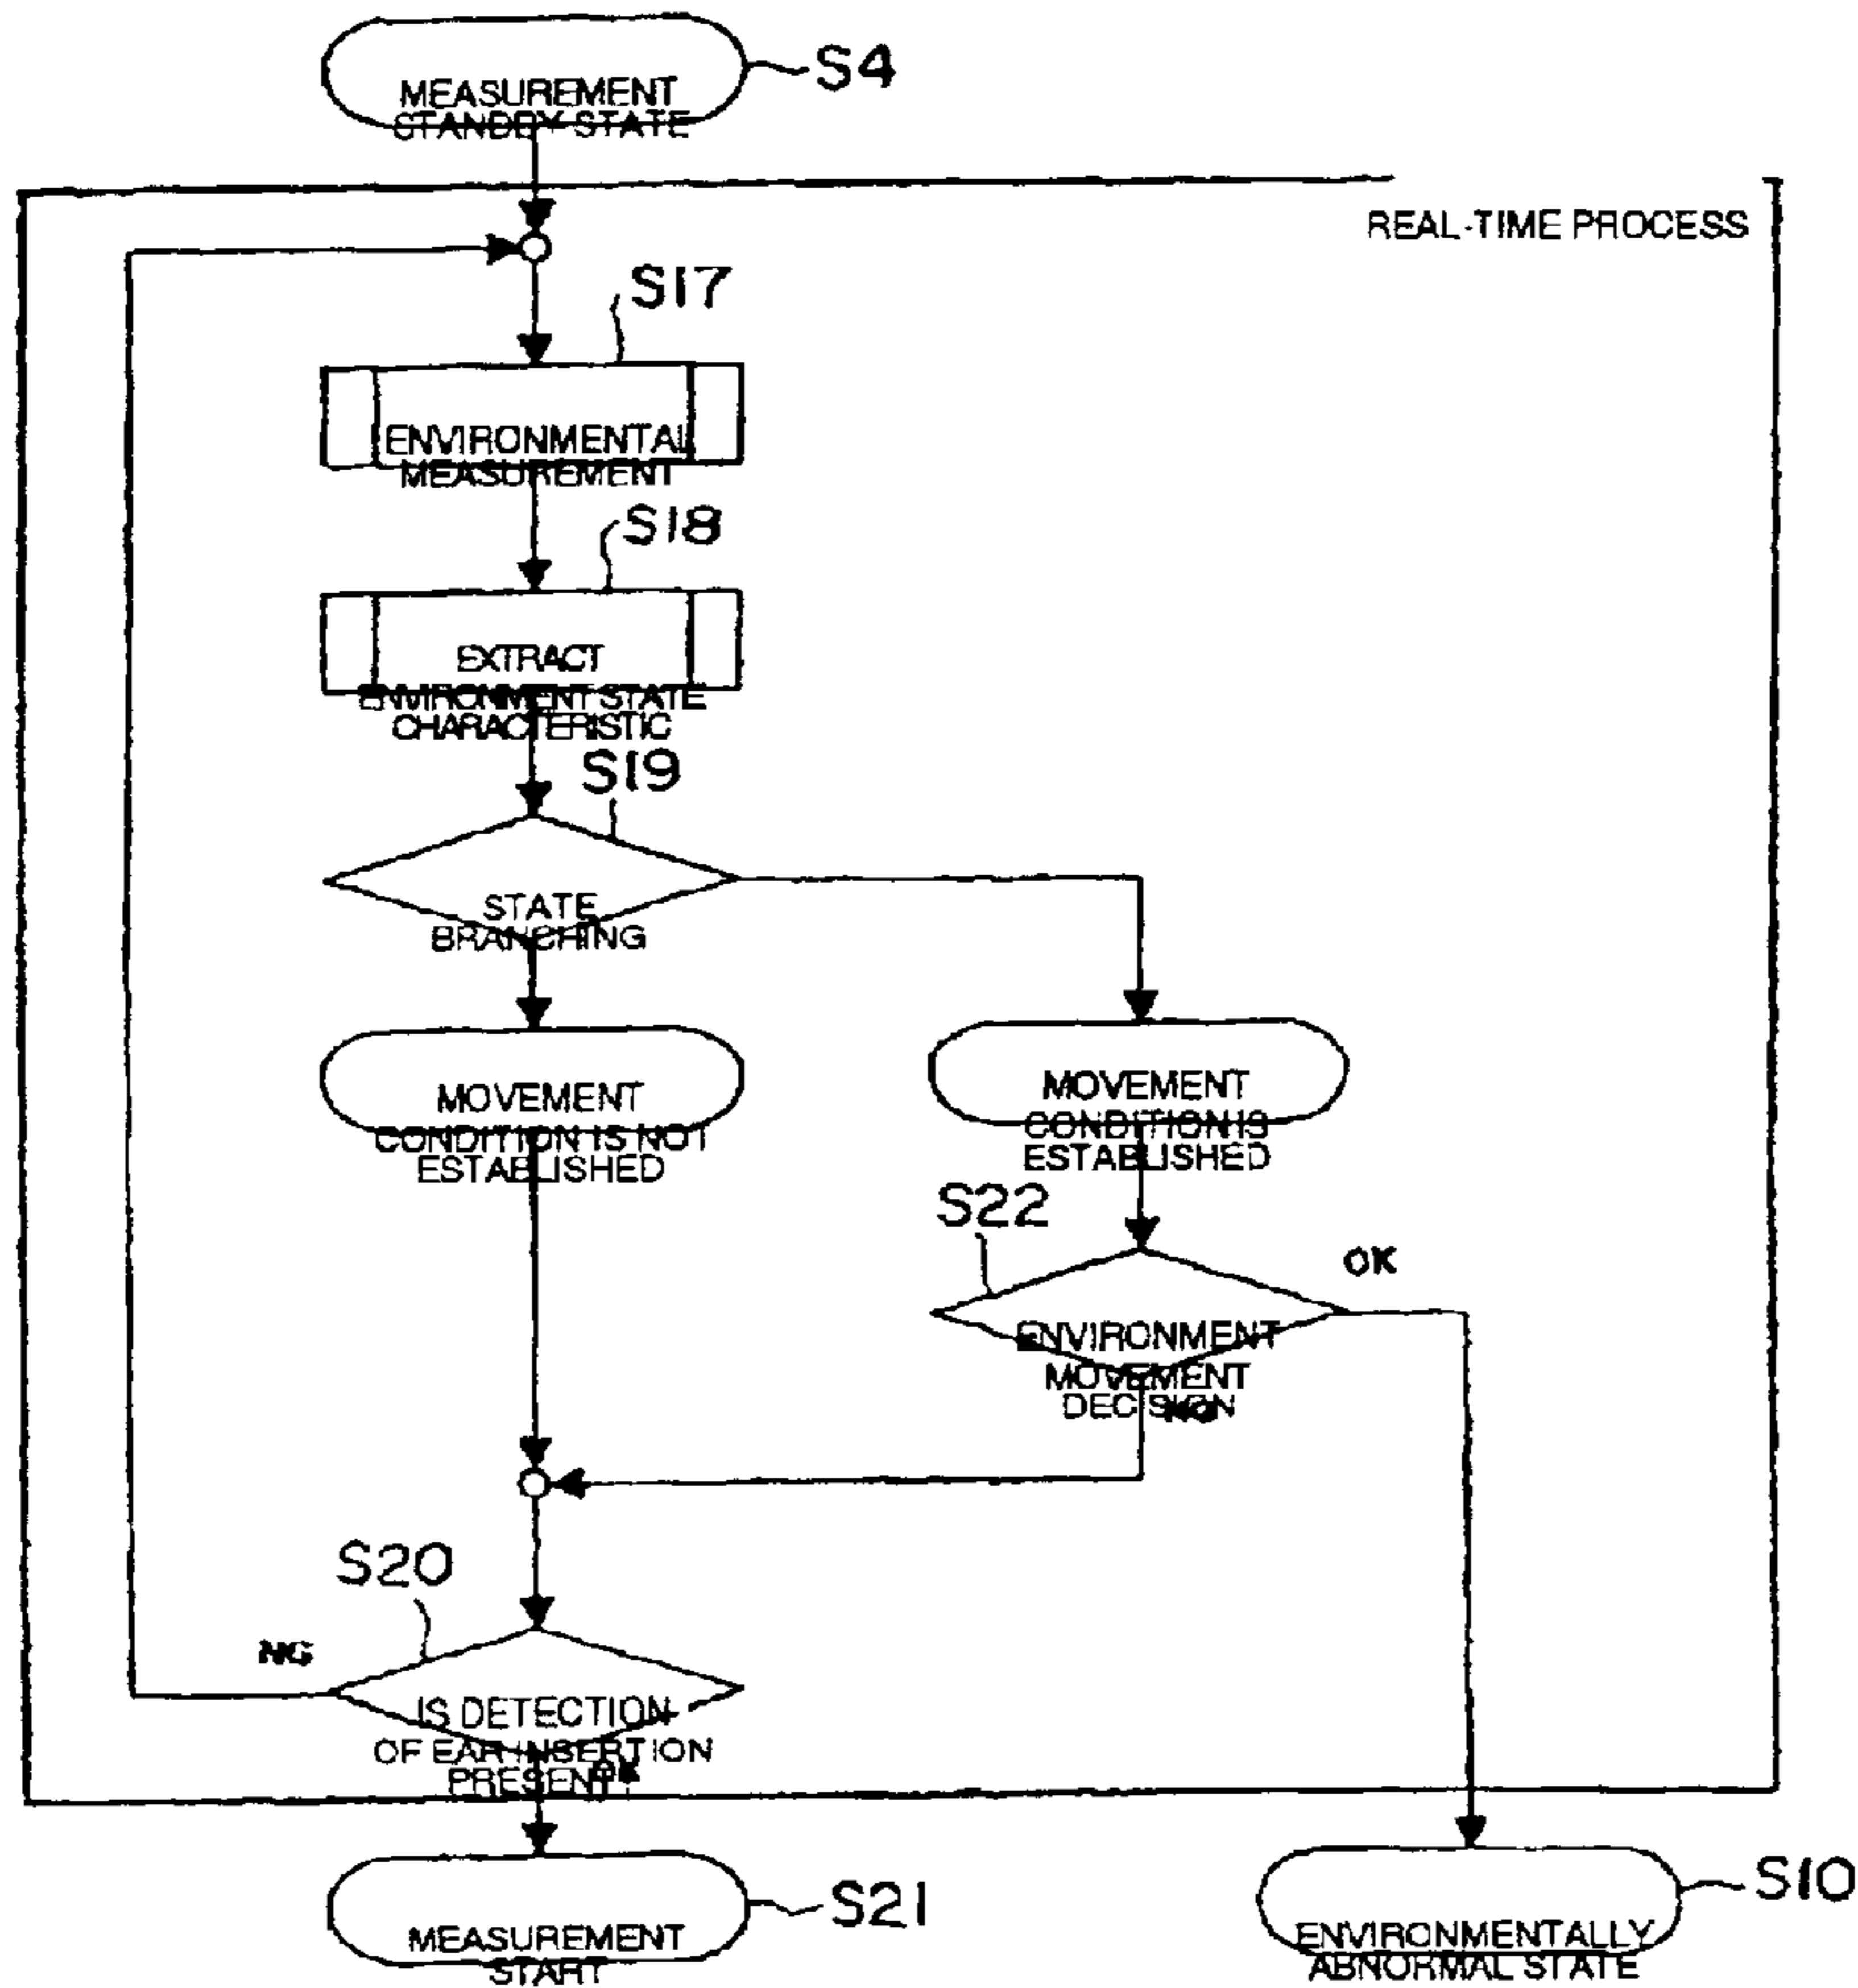 MEASUREMENT
STANDBY STATE
S4
REAL-TIME PROCESS
S17
ENVIRONMENTAL
MEASUREMENT
S18
EXTRACT
ENVIRONMENT STATE
CHARACTERISTIC
S19
STATE
BRANCHING
MOVEMENT
CONDITION IS NOT
ESTABLISHED
MOVEMENT
CONDITION IS
ESTABLISHED
S22
OK
ENVIRONMENT
MOVEMENT
DECISION
NG
S20
NG
IS DETECTION
OF EAR INSERTION
PRESENT
OK
MEASUREMENT
START
S21
ENVIRONMENTALLY
ABNORMAL STATE
S10